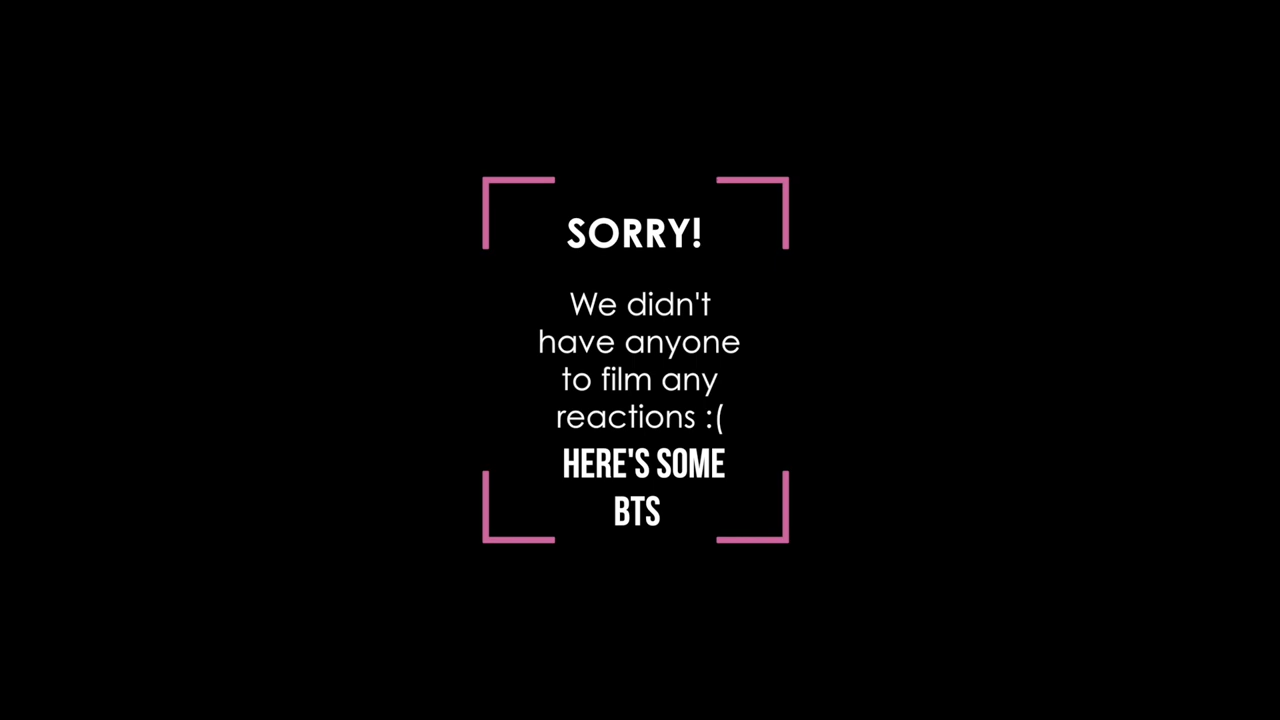 SORRY!
We didn't
have anyone
to film any
reactions :(
HERE'S SOME
BTS